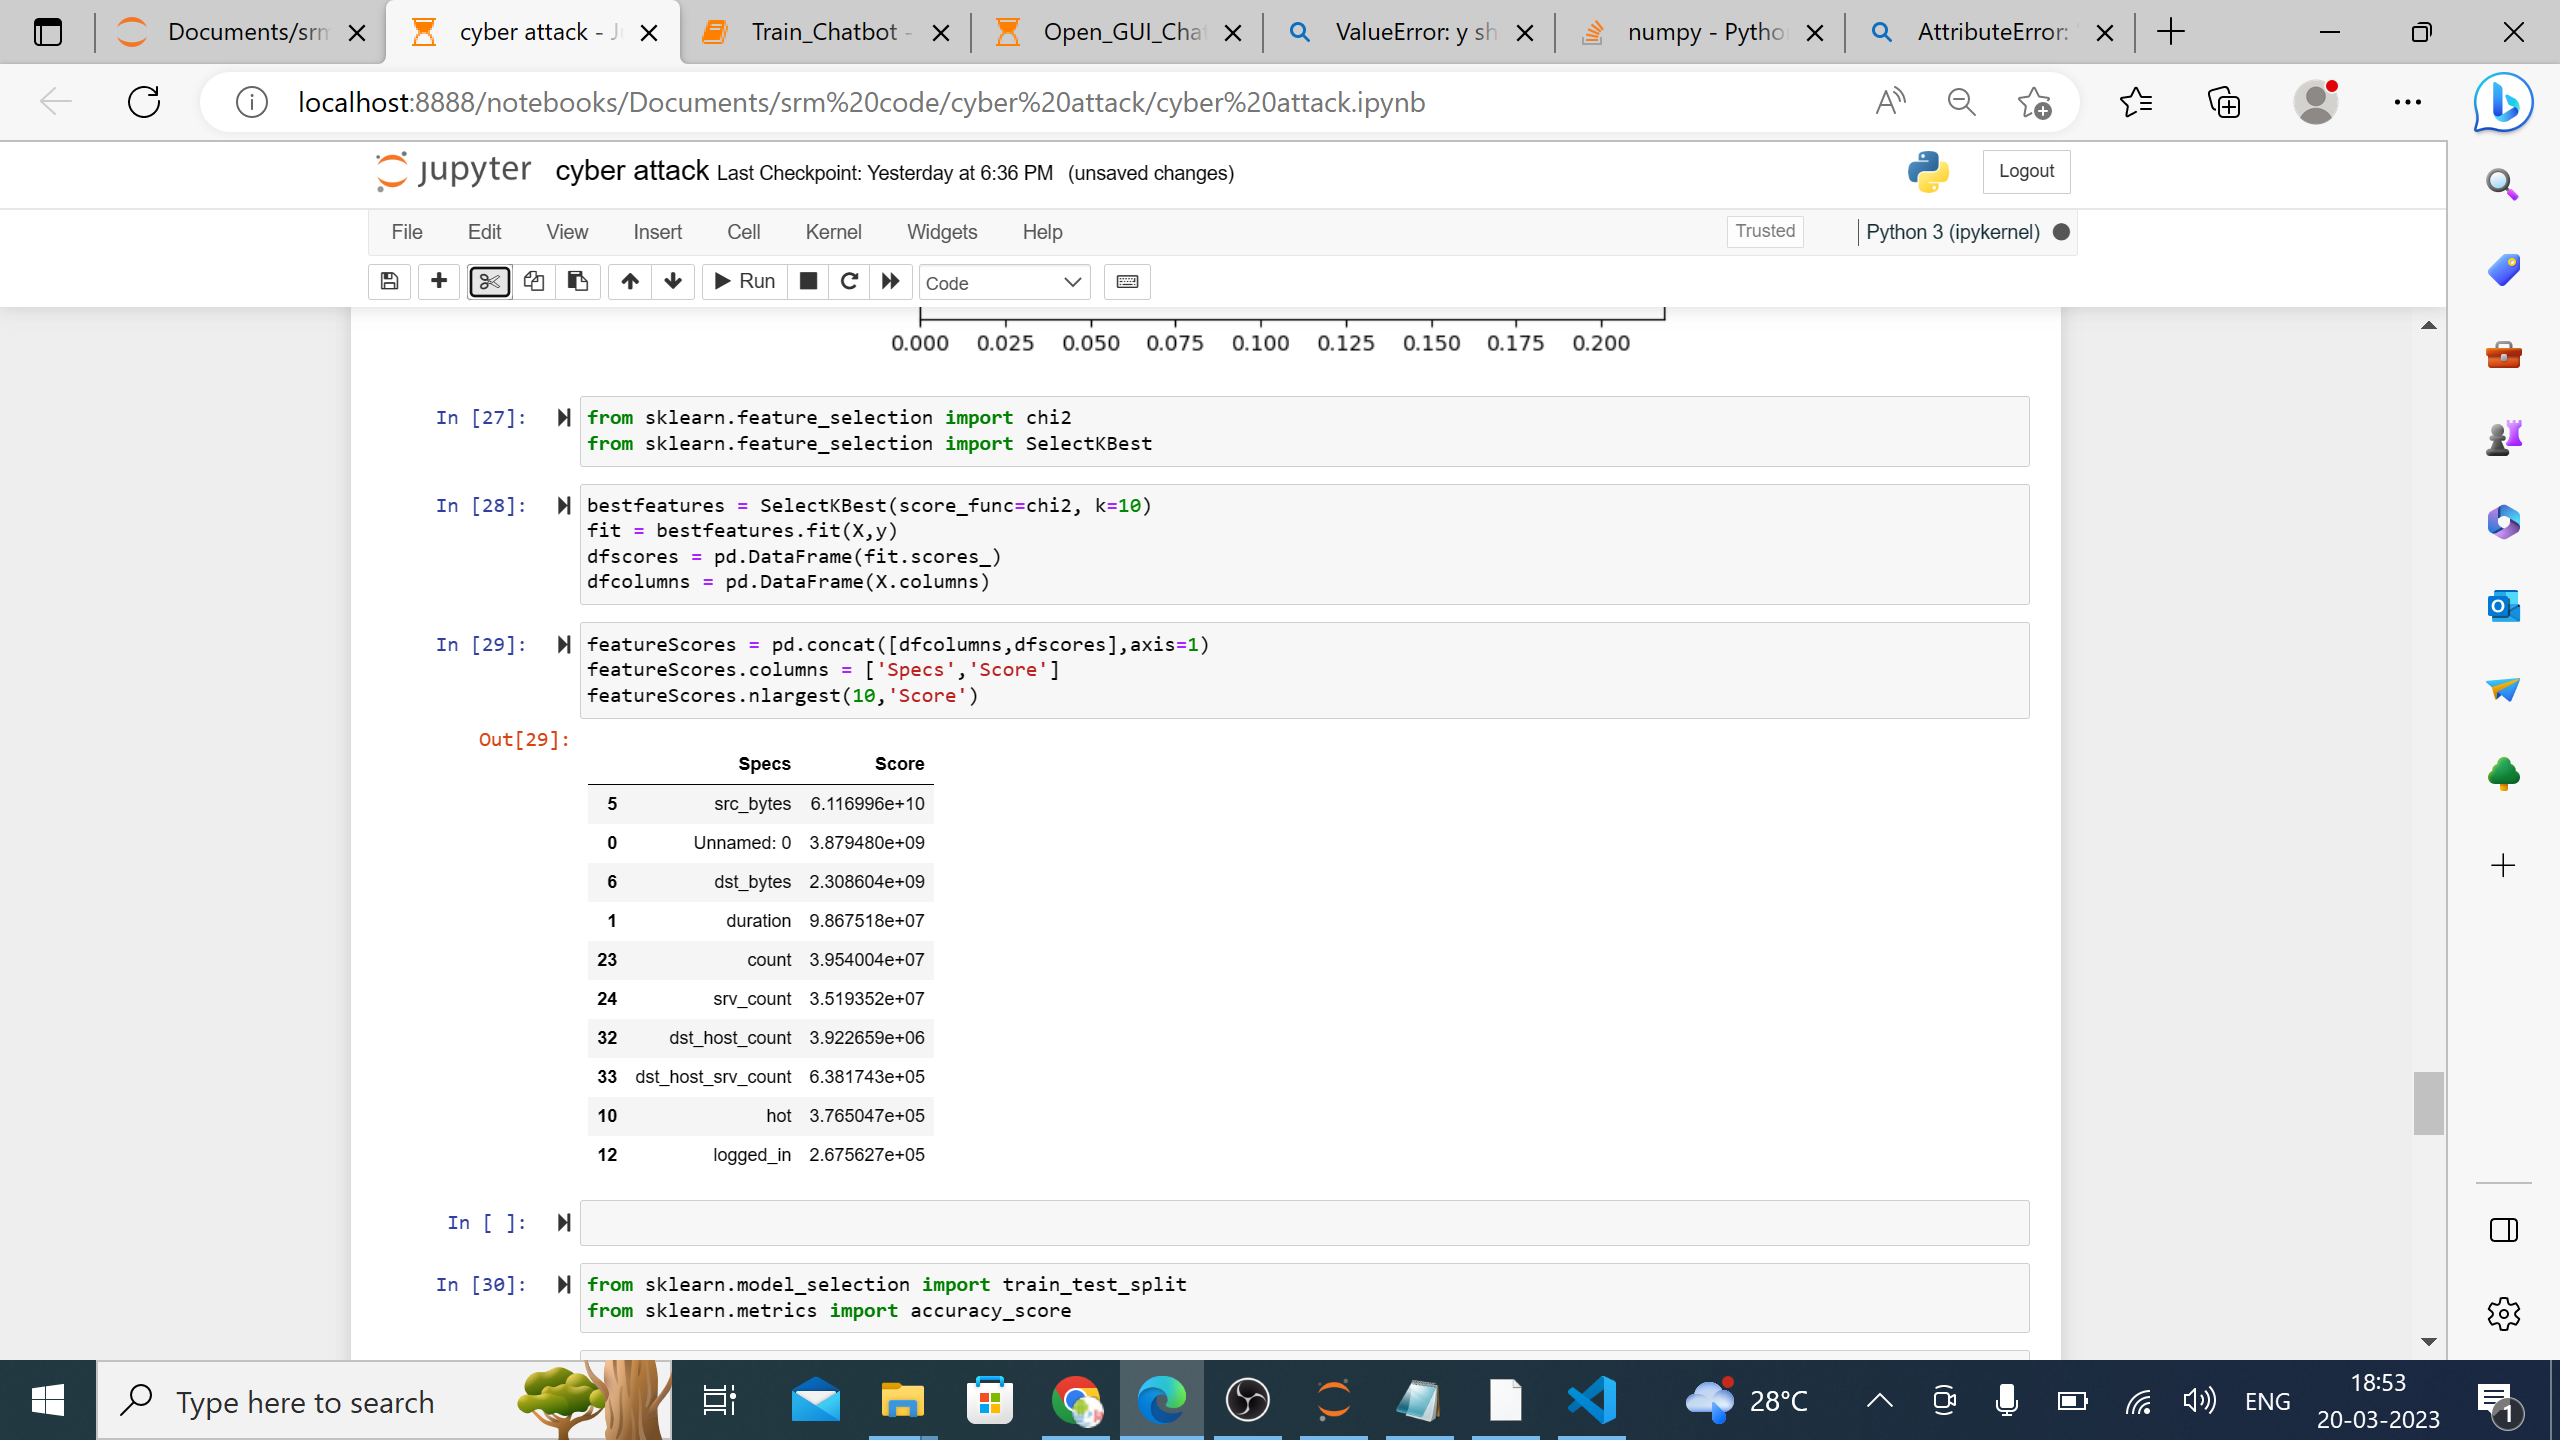 Documents/srm
cyber attack - J
Train_Chatbot -
Open_GUI_Chat
ValueError: y sh
numpy - Pytho
AttributeError: '
localhost:8888/notebooks/Documents/srm%20code/cyber%20attack/cyber%20attack.ipynb
jupyter cyber attack Last Checkpoint: Yesterday at 6:36 PM (unsaved changes)
Logout
File Edit View Insert Cell Kernel Widgets Help
Trusted
Python 3 (ipykernel)
Run
Code
0.000 0.025 0.050 0.075 0.100 0.125 0.150 0.175 0.200
In [27]:
from sklearn.feature_selection import chi2
from sklearn.feature_selection import SelectKBest
In [28]:
bestfeatures = SelectKBest(score_func=chi2, k=10)
fit = bestfeatures.fit(X,y)
dfscores = pd.DataFrame(fit.scores_)
dfcolumns = pd.DataFrame(X.columns)
In [29]:
featureScores = pd.concat([dfcolumns,dfscores],axis=1)
featureScores.columns = ['Specs','Score']
featureScores.nlargest(10,'Score')
Out[29]:
Specs Score
5 src_bytes 6.116996e+10
0 Unnamed: 0 3.879480e+09
6 dst_bytes 2.308604e+09
1 duration 9.867518e+07
23 count 3.954004e+07
24 srv_count 3.519352e+07
32 dst_host_count 3.922659e+06
33 dst_host_srv_count 6.381743e+05
10 hot 3.765047e+05
12 logged_in 2.675627e+05
In [ ]:
In [30]:
from sklearn.model_selection import train_test_split
from sklearn.metrics import accuracy_score
Type here to search
28°C
ENG
18:53
20-03-2023
1